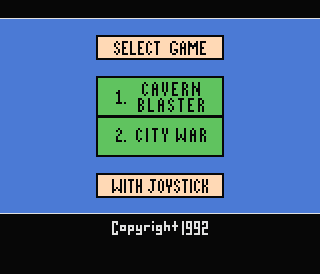 SELECT GAME
1. CAVERN
BLASTER
2. CITY WAR
WITH JOYSTICK
Copyright 1992